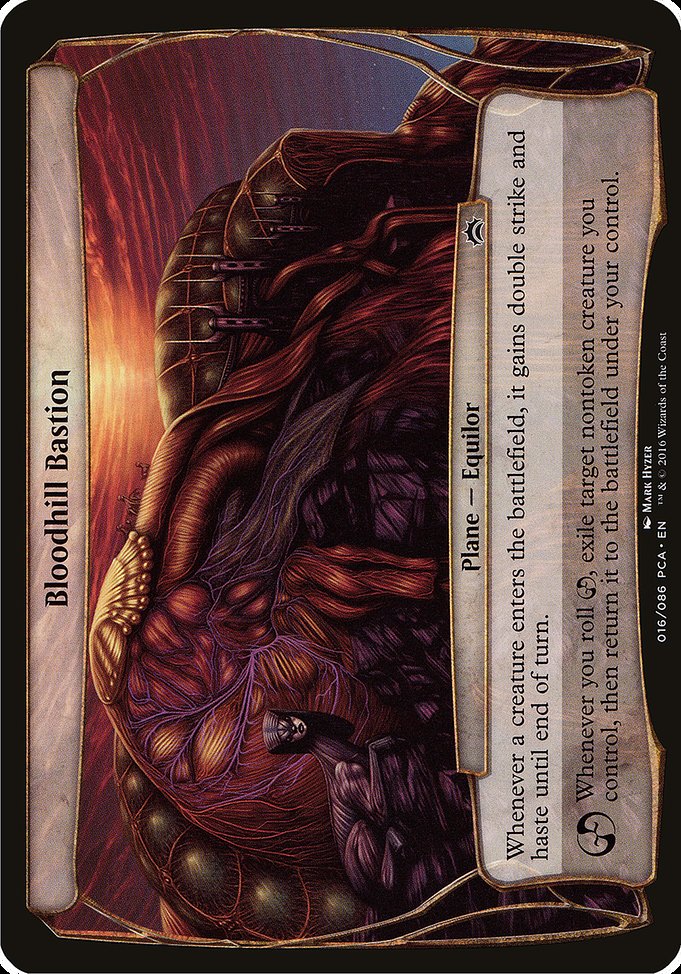 Bloodhill Bastion
Plane — Equilor
Whenever a creature enters the battlefield, it gains double strike and
haste until end of turn.
Whenever you roll , exile target nontoken creature you
control, then return it to the battlefield under your control.
MARK HYZER
016/086 PCA • EN ™ & © 2016 Wizards of the Coast